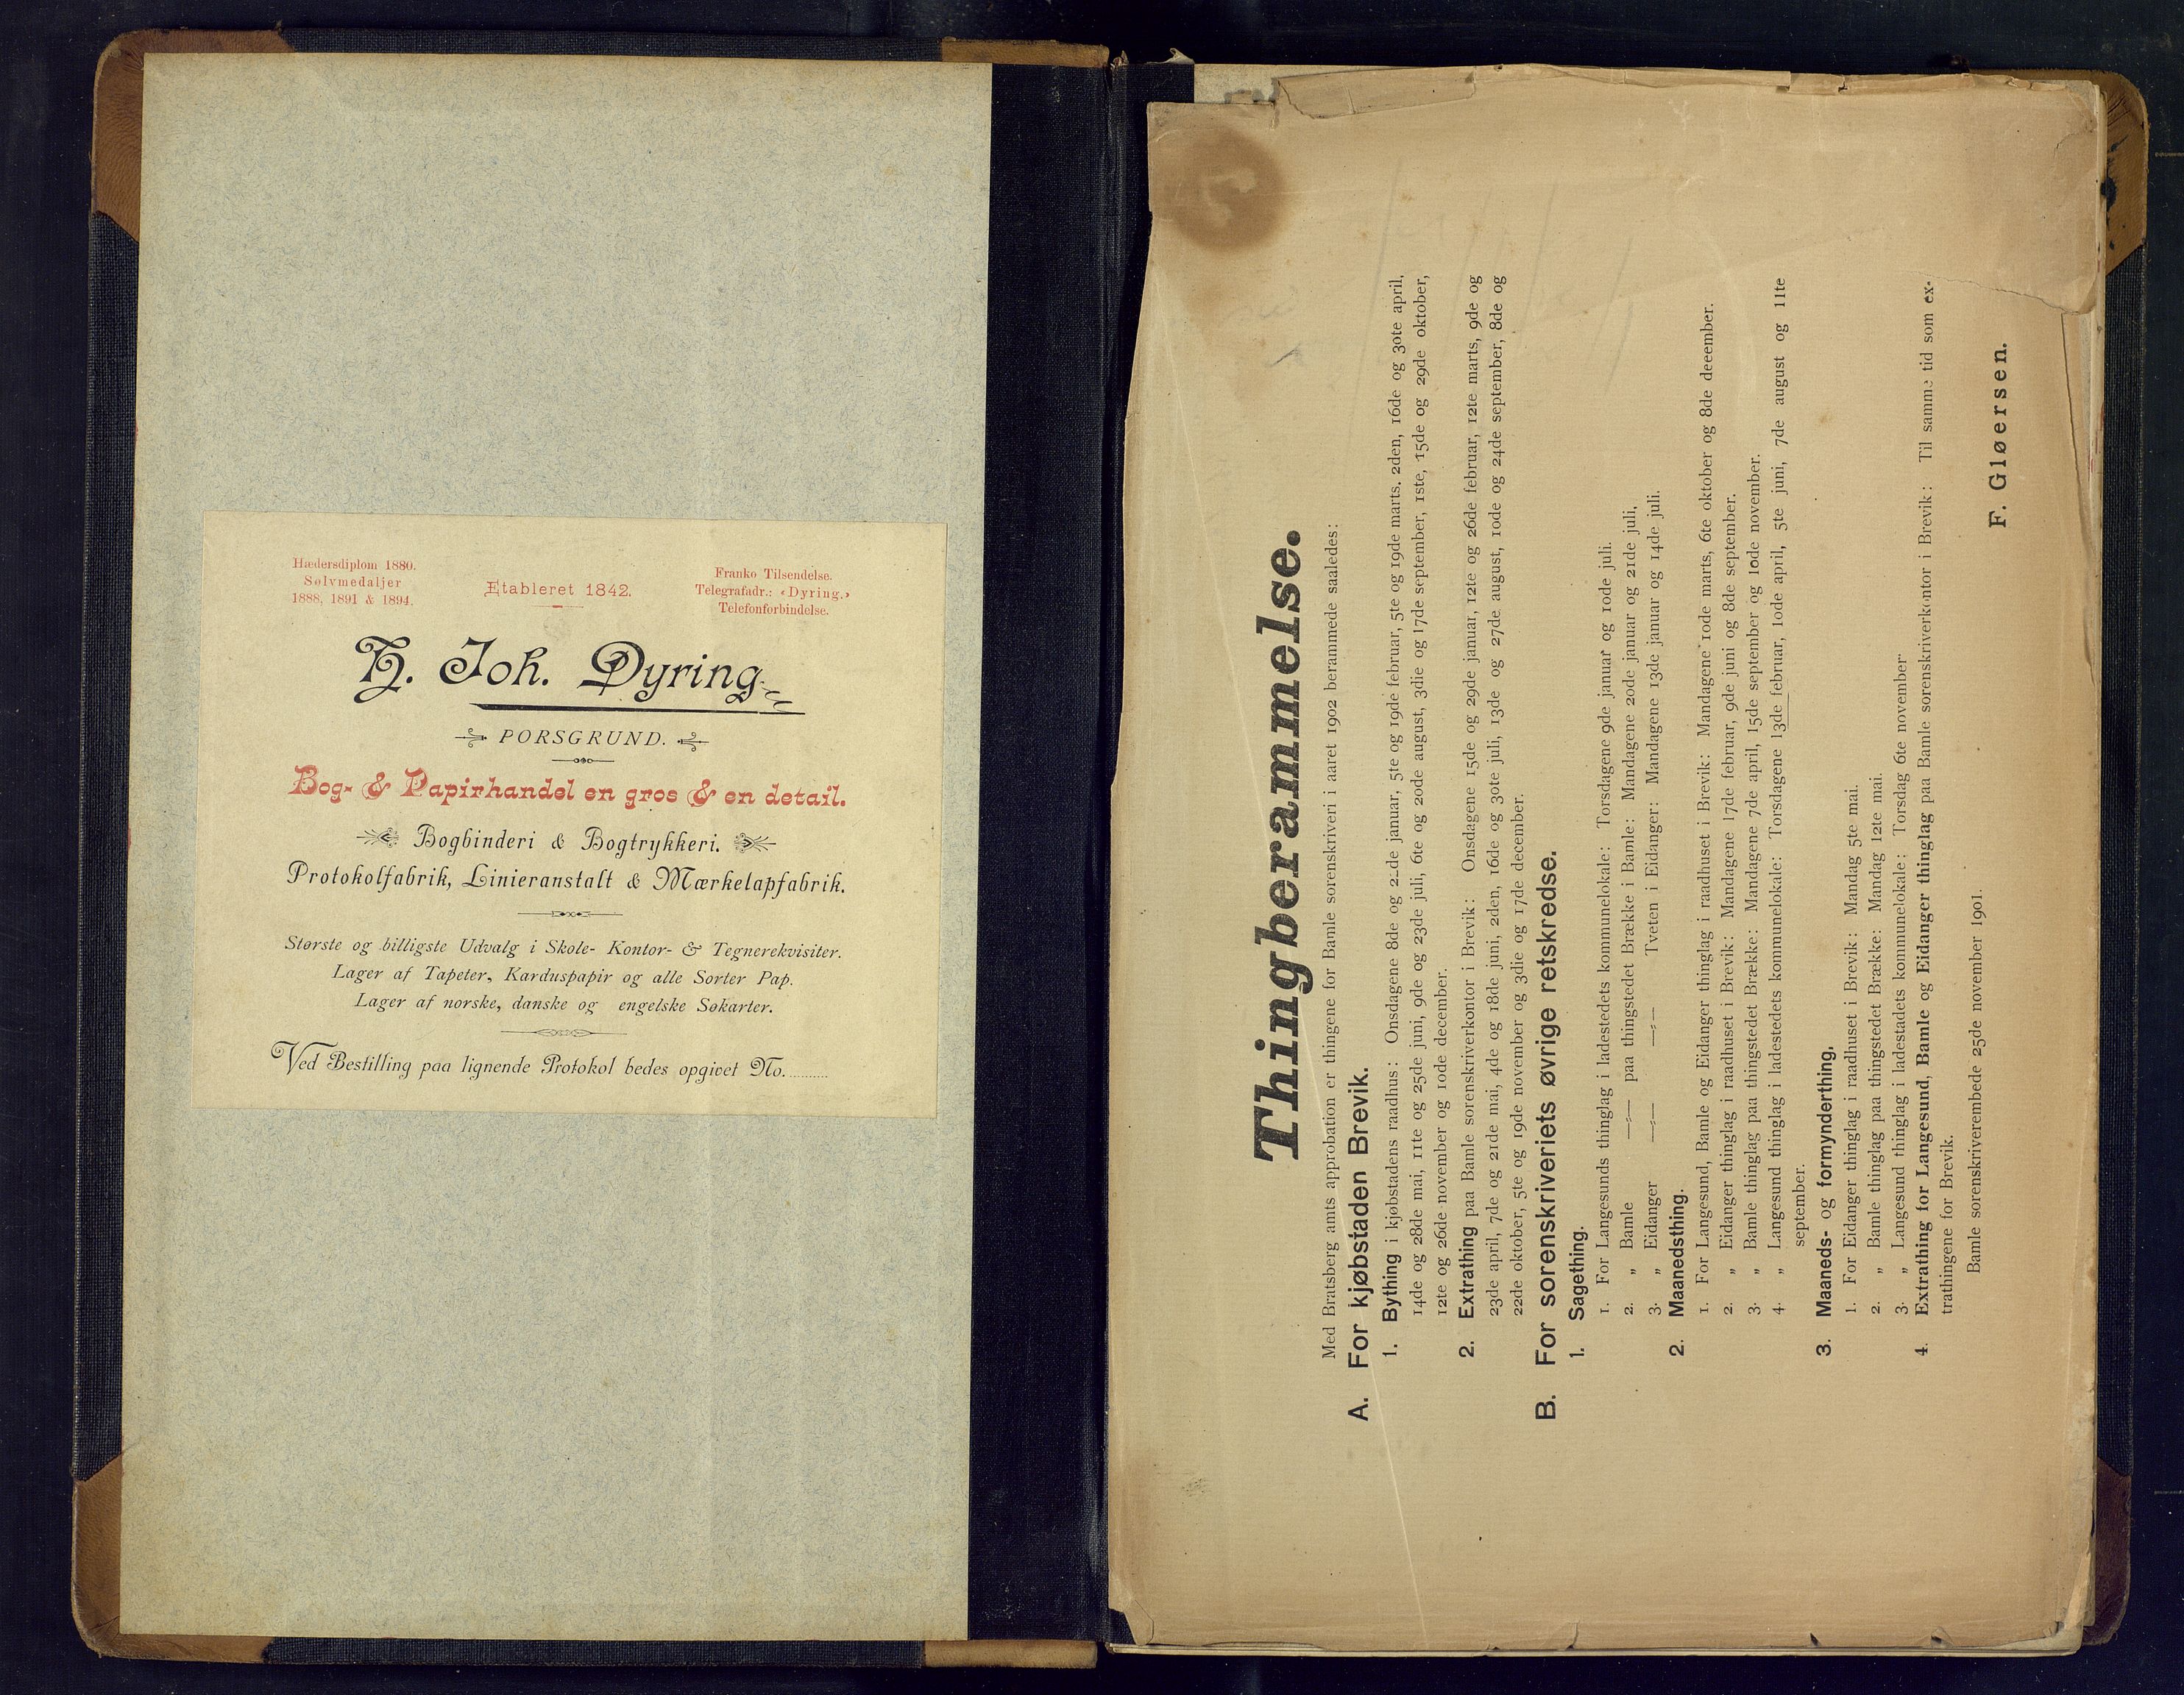 Hædersdiplom 1880.
Sølvmedaljer
1888, 1891 & 1894.
Etableret 1842.
Franko Tilsendelse.
Telegrafadr.: «Dyring.»
Telefonforbindelse.
H. Joh. Dyring
PORSGRUND.
Bog- & Papirhandel en gros & en detail.
Bogbinderi & Bogtrykkeri.
Protokolfabrik, Linieranstalt & Mærkelapfabrik.
Største og billigste Udvalg i Skole- Kontor- & Tegnerekvisiter.
Lager af Tapeter, Karduspapir og alle Sorter Pap.
Lager af norske, danske og engelske Søkarter.
Ved Bestilling paa lignende Protokol bedes opgivet No. ..........
Thingberammelse.
Med Bratsberg amts approbation er thingene for Bamle sorenskriveri i aaret 1902 berammede saaledes:
A. For kjøbstaden Brevik.
1. Bything i kjøbstadens raadhus: Onsdagene 8de og 22de januar, 5te og 19de februar, 5te og 19de marts. 2den, 16de og 30te april,
14de og 28de mai, 11te og 25de juni, 9de og 23de juli, 6te og 20de august, 3die og 17de september, 1ste, 15de og 29de oktober,
12te og 26de november og 10de december.
2. Extrathing paa Bamle sorenskriverkontor i Brevik: Onsdagene 15de og 29de januar, 12te og 26de februar, 12te marts, 9de og
23de april, 7de og 21de mai, 4de og 18de juni, 2den, 16de og 30te juli, 13de og 27de august, 10de og 24de september, 8de og
22de oktober, 5te og 19de november og 3die og 17de december.
B. For sorenskriveriets øvrige retskredse.
1. Sagething.
1. For Langesunds thinglag i ladestedets kommunelokale: Torsdagene 9de januar og 10de juli.
2. „ Bamle —„— paa thingstedet Brække i Bamle: Mandagene 20de januar og 21de juli,
3. „ Eidanger —„— —„— Tveten i Eidanger: Mandagene 13de januar og 14de juli.
2. Maanedsthing.
1. For Langesund, Bamle og Eidanger thinglag i raadhuset i Brevik: Mandagene 10de marts, 6te oktober og 8de deeember.
2. „ Eidanger thinglag i raadhuset i Brevik: Mandagene 17de februar, 9de juni og 8de september.
3. „ Bamle thinglag paa thingstedet Brække: Mandagene 7de april, 15de september og 10de november.
4. „ Langesund thinglag i ladestedets kommunelokale: Torsdagene 13de februar, 10de april, 5te juni, 7de august og 11te
september.
3. Maaneds- og formynderthing,
1. For Eidanger thinglag i raadhuset i Brevik: Mandag 5te mai.
2. „ Bamle thinglag paa thingstedet Brække: Mandag 12te mai.
3. „ Langesund thinglag i ladestadets kommunelokale: Torsdag 6te november
4. Extrathing for Langesund, Bamle og Eidanger thinglag paa Bamle sorenskriverkontor i Brevik: Til samme tid som ex-
trathingene for Brevik.
Bamle sorenskriverembede 25de november 1901.
F. Gløersen.